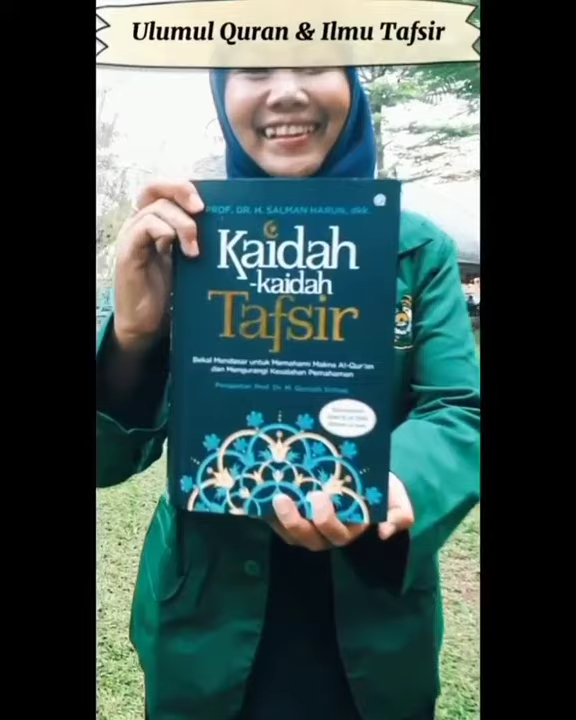 Ulumul Quran & Ilmu Tafsir
PROF. DR. H. SALMAN HARUN, dkk.
Kaidah
-kaidah
Tafsir
Bekal Mendasar untuk Memahami Makna Al-Qur'an
dan Mengurangi Kesalahan Pemahaman
Pengantar: Prof. Dr. M. Quraish Shihab